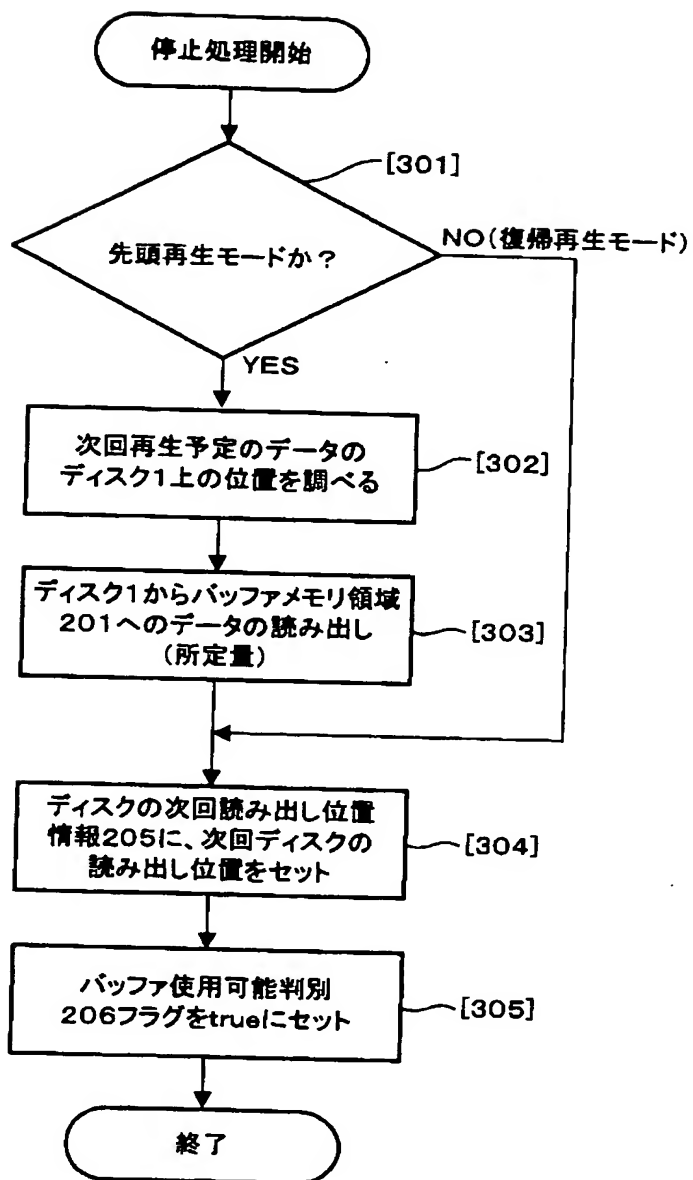 停止処理開始
[301]
先頭再生モードか？
NO(復帰再生モード)
YES
次回再生予定のデータの
ディスク1上の位置を調べる
[302]
ディスク1からバッファメモリ領域
201へのデータの読み出し
(所定量)
[303]
ディスクの次回読み出し位置
情報205に、次回ディスクの
読み出し位置をセット
[304]
バッファ使用可能判別
206フラグをtrueにセット
[305]
終了